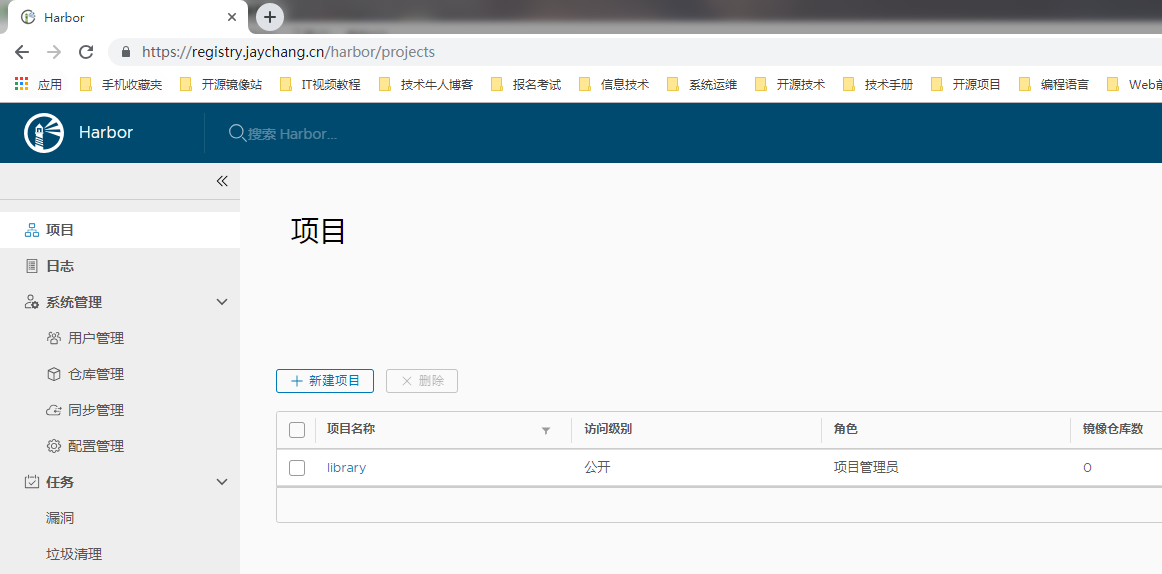 Harbor
https://registry.jaychang.cn/harbor/projects
应用 手机收藏夹 开源镜像站 IT视频教程 技术牛人博客 报名考试 信息技术 系统运维 开源技术 技术手册 开源项目 编程语言 Web前
Harbor 搜索 Harbor...
项目
日志
系统管理
用户管理
仓库管理
同步管理
配置管理
任务
漏洞
垃圾清理
项目
新建项目 删除
项目名称 访问级别 角色 镜像仓库数
library 公开 项目管理员 0